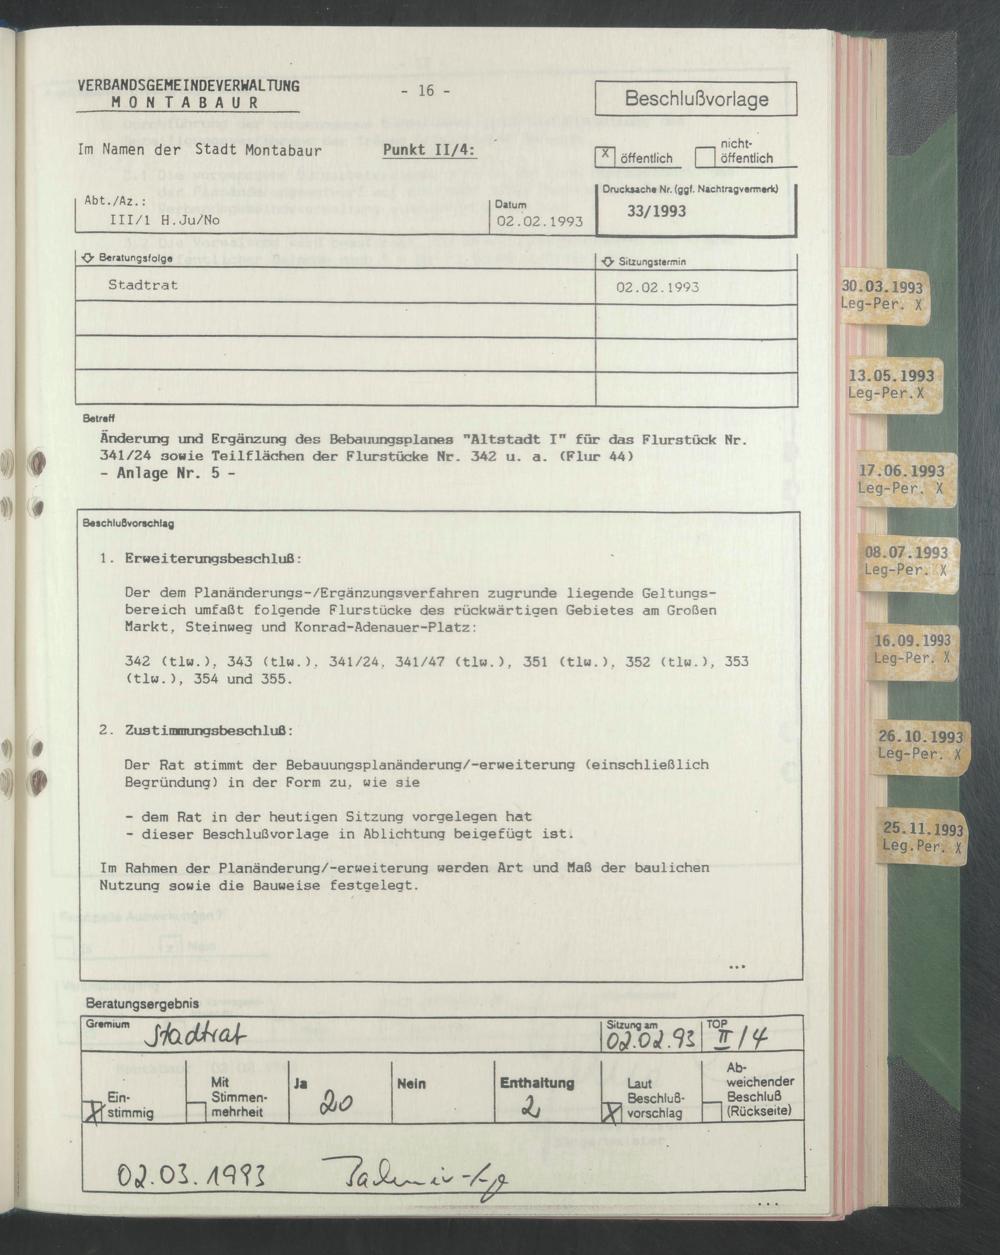 VERBANDSGEMEINDEVERWALTUNG
MONTABAUR
- 16 -
Beschlußvorlage
Im Namen der Stadt Montabaur
Punkt II/4:
X öffentlich
nicht-
öffentlich
Abt./Az.:
III/1 H.Ju/No
Datum
02.02.1993
Drucksache Nr. (ggf. Nachtragvermerk)
33/1993
Beratungsfolge
Sitzungstermin
Stadtrat
02.02.1993
Betreff
Änderung und Ergänzung des Bebauungsplanes "Altstadt I" für das Flurstück Nr.
341/24 sowie Teilflächen der Flurstücke Nr. 342 u. a. (Flur 44)
- Anlage Nr. 5 -
Beschlußvorschlag
1. Erweiterungsbeschluß:
Der dem Planänderungs-/Ergänzungsverfahren zugrunde liegende Geltungs-
bereich umfaßt folgende Flurstücke des rückwärtigen Gebietes am Großen
Markt, Steinweg und Konrad-Adenauer-Platz:
342 (tlw.), 343 (tlw.), 341/24, 341/47 (tlw.), 351 (tlw.), 352 (tlw.), 353
(tlw.), 354 und 355.
2. Zustimmungsbeschluß:
Der Rat stimmt der Bebauungsplanänderung/-erweiterung (einschließlich
Begründung) in der Form zu, wie sie
- dem Rat in der heutigen Sitzung vorgelegen hat
- dieser Beschlußvorlage in Ablichtung beigefügt ist.
Im Rahmen der Planänderung/-erweiterung werden Art und Maß der baulichen
Nutzung sowie die Bauweise festgelegt.
...
Beratungsergebnis
Gremium
Stadtrat
Sitzung am
02.02.93
TOP
II/4
X Ein-
stimmig
Mit
Stimmen-
mehrheit
Ja
20
Nein
Enthaltung
2
X Laut
Beschluß-
vorschlag
Ab-
weichender
Beschluß
(Rückseite)
02.03.1993
...
30.03.1993
Leg-Per. X
13.05.1993
Leg-Per.X
17.06.1993
Leg-Per. X
08.07.1993
Leg-Per. X
16.09.1993
Leg-Per. X
26.10.1993
Leg-Per. X
25.11.1993
Leg.Per. X